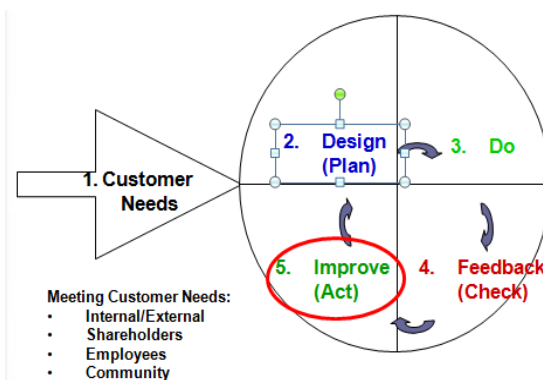 1. Customer
Needs
2. Design
(Plan)
3. Do
4. Feedback
(Check)
5. Improve
(Act)
Meeting Customer Needs:
• Internal/External
• Shareholders
• Employees
• Community